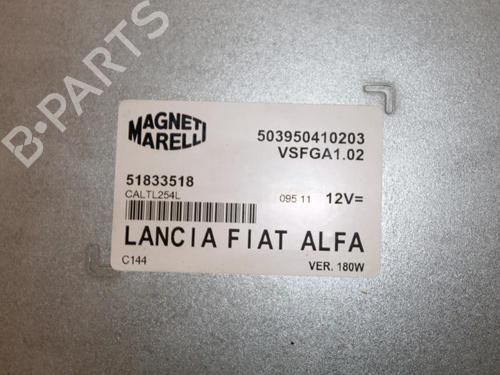 B-PARTS
MAGNETI MARELLI
503950410203
VSFGA1.02
51833518
CALTL254L
095 11 12V=
LANCIA FIAT ALFA
C144 VER. 180W